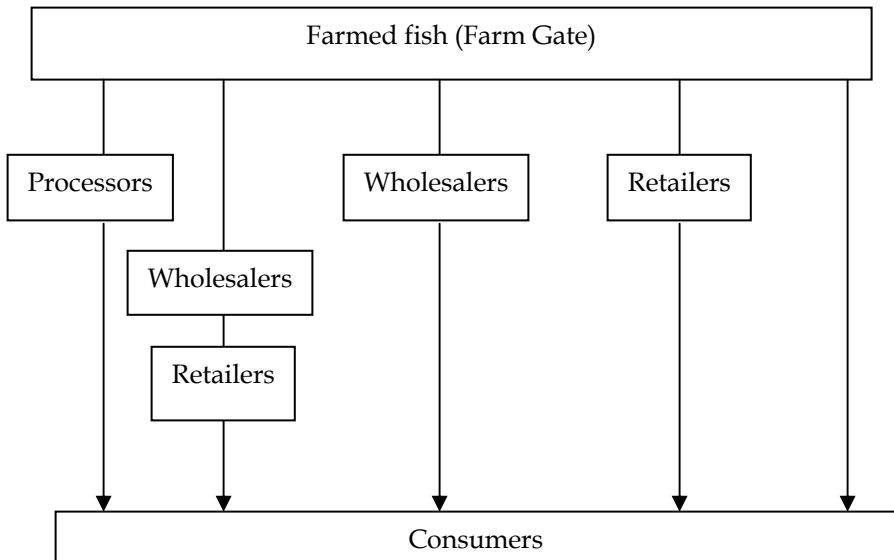 Farmed fish (Farm Gate)
Processors
Wholesalers
Retailers
Wholesalers
Retailers
Consumers